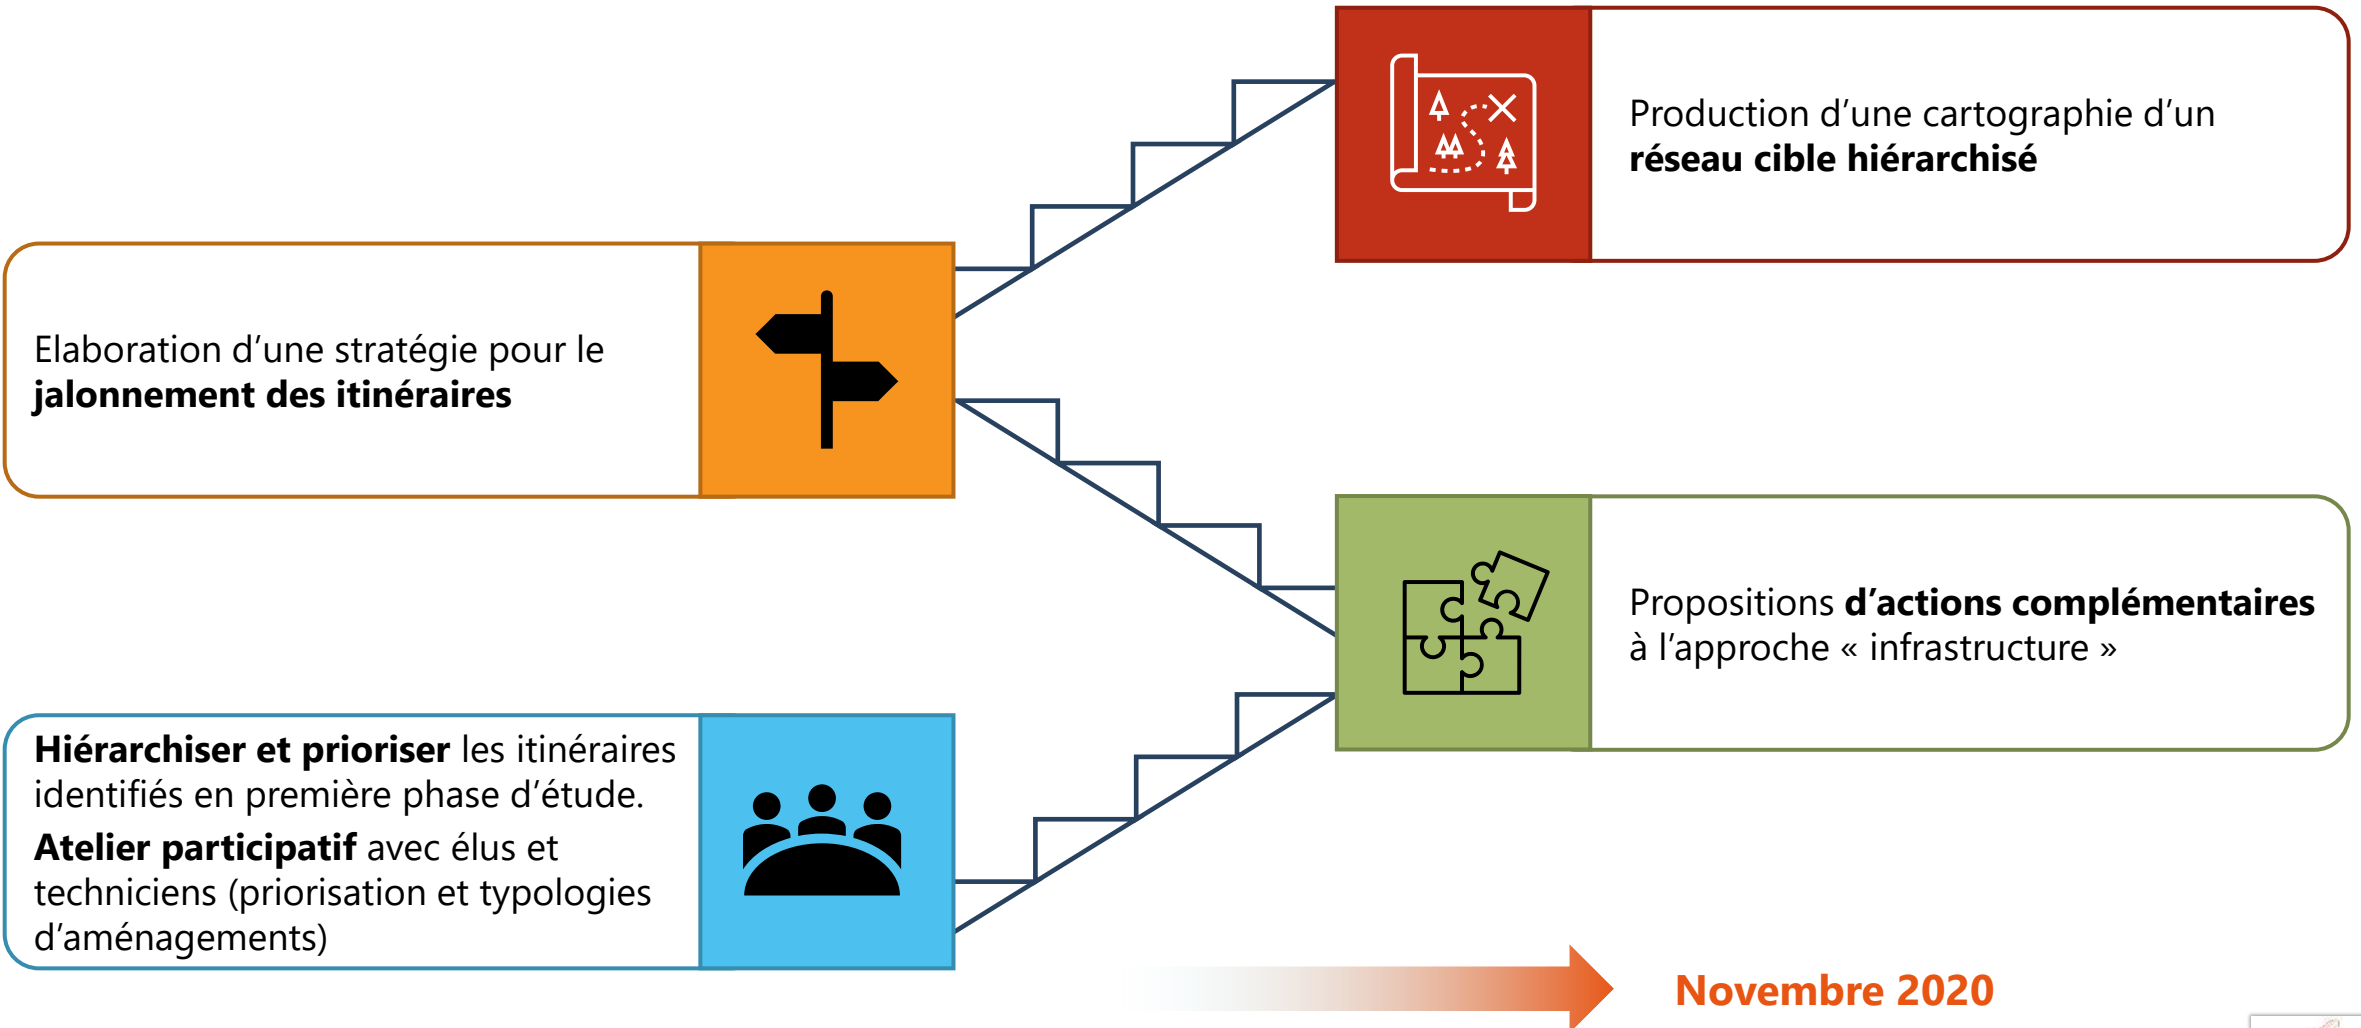 Production d’une cartographie d’un
réseau cible hiérarchisé
Elaboration d’une stratégie pour le
jalonnement des itinéraires
Propositions d’actions complémentaires
à l’approche « infrastructure »
Hiérarchiser et prioriser les itinéraires
identifiés en première phase d’étude.
Atelier participatif avec élus et
techniciens (priorisation et typologies
d’aménagements)
Novembre 2020